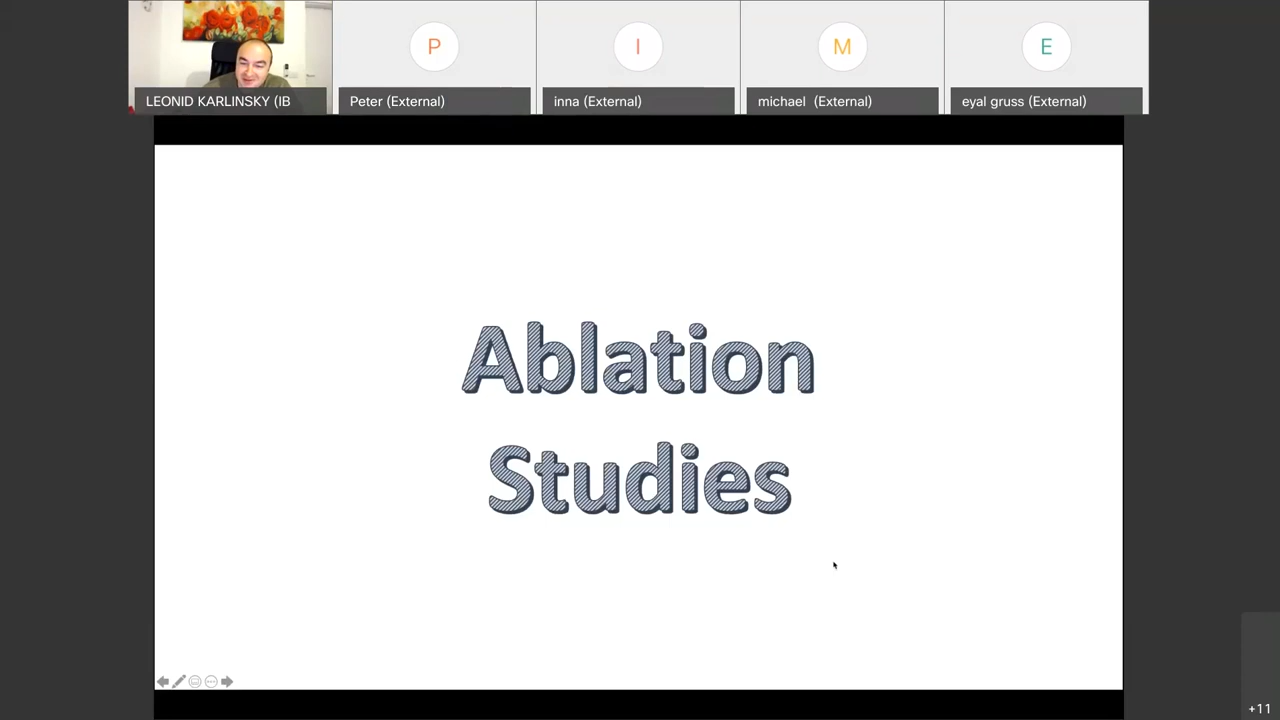 P
I
M
E
LEONID KARLINSKY (IB
Peter (External)
inna (External)
michael (External)
eyal gruss (External)
Ablation
Studies
+11